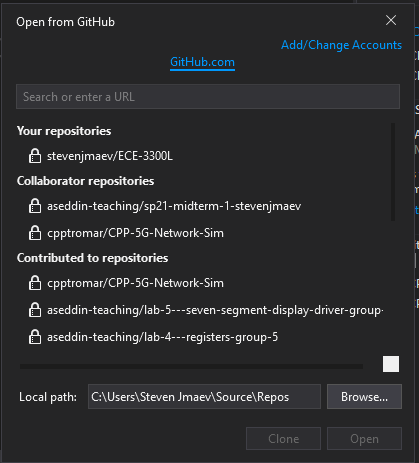 Open from GitHub
Add/Change Accounts
GitHub.com
Search or enter a URL
Your repositories
stevenjmaev/ECE-3300L
Collaborator repositories
aseddin-teaching/sp21-midterm-1-stevenjmaev
cpptromar/CPP-5G-Network-Sim
Contributed to repositories
cpptromar/CPP-5G-Network-Sim
aseddin-teaching/lab-5---seven-segment-display-driver-group-
aseddin-teaching/lab-4---registers-group-5
Local path: C:\Users\Steven Jmaev\Source\Repos Browse...
Clone Open